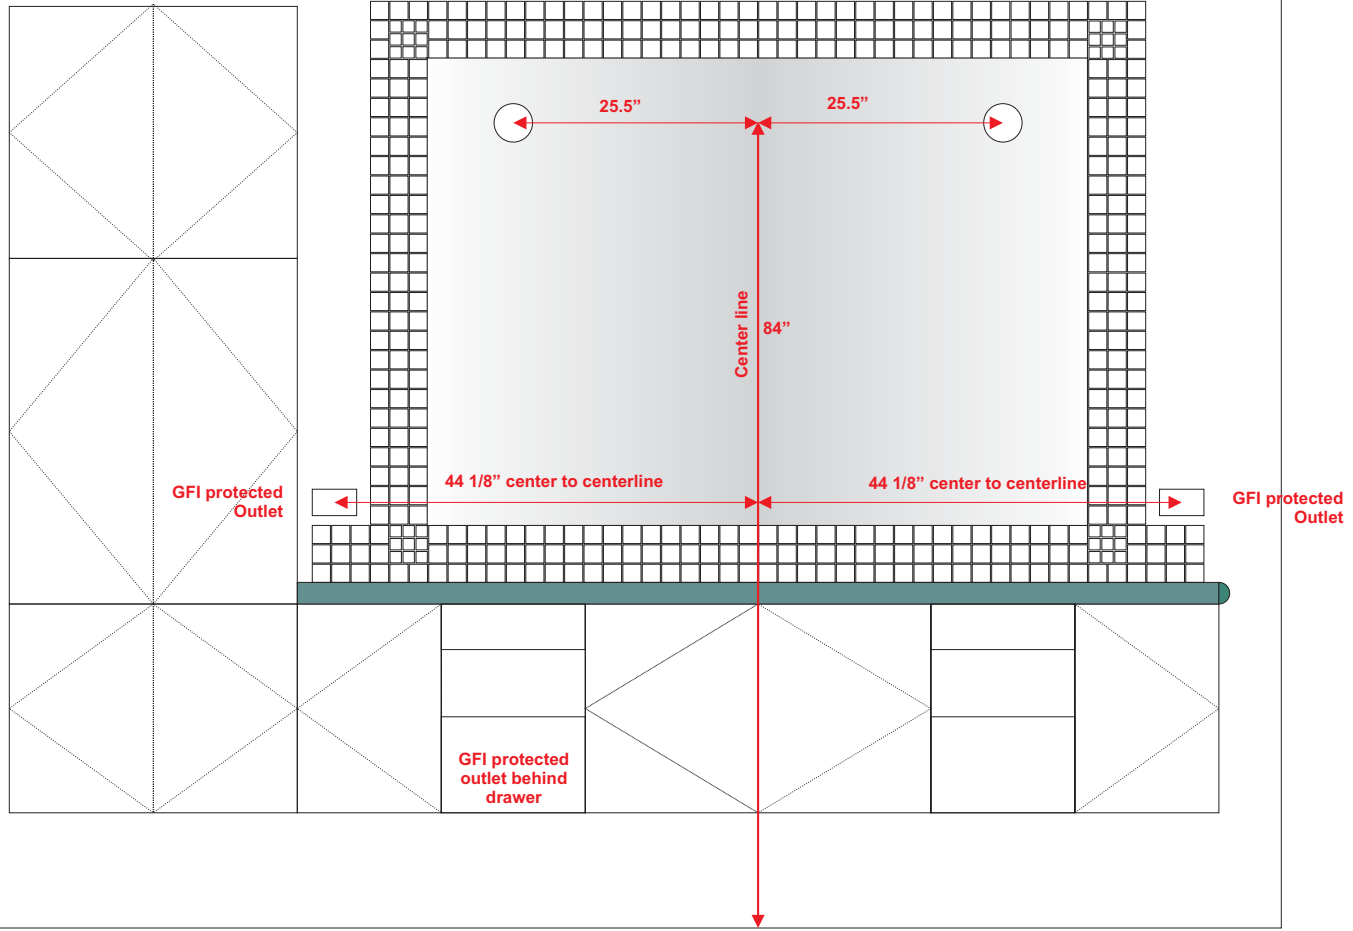 25.5”
25.5”
Center line
84”
44 1/8” center to centerline
44 1/8” center to centerline
GFI protected
Outlet
GFI protected
Outlet
GFI protected
outlet behind
drawer